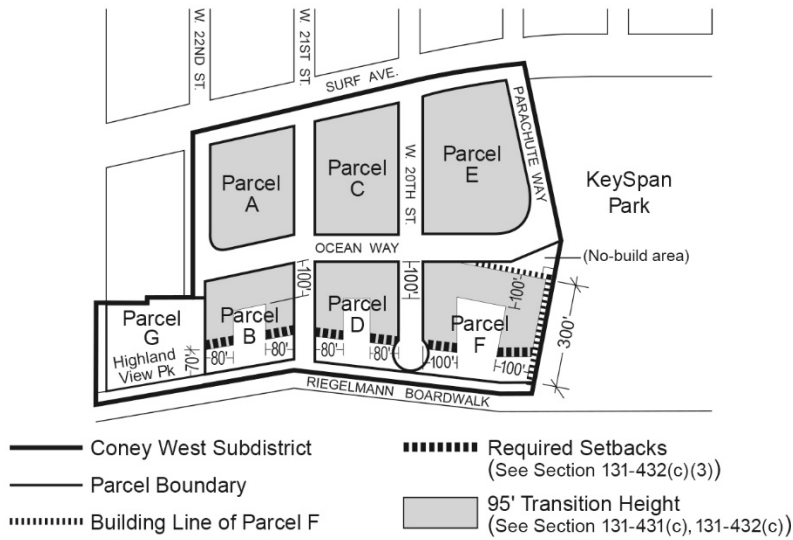 W. 22ND ST.
W. 21ST ST.
SURF AVE.
PARACHUTE WAY
Parcel
A
Parcel
C
W. 20TH ST.
Parcel
E
KeySpan
Park
OCEAN WAY
(No-build area)
100'
100'
100'
300'
Parcel
G
Highland
View Pk
70'
Parcel
B
80'
80'
Parcel
D
80'
80'
Parcel
F
100'
100'
RIEGELMANN BOARDWALK
Coney West Subdistrict
Parcel Boundary
Building Line of Parcel F
Required Setbacks
(See Section 131-432(c)(3))
95' Transition Height
(See Section 131-431(c), 131-432(c))